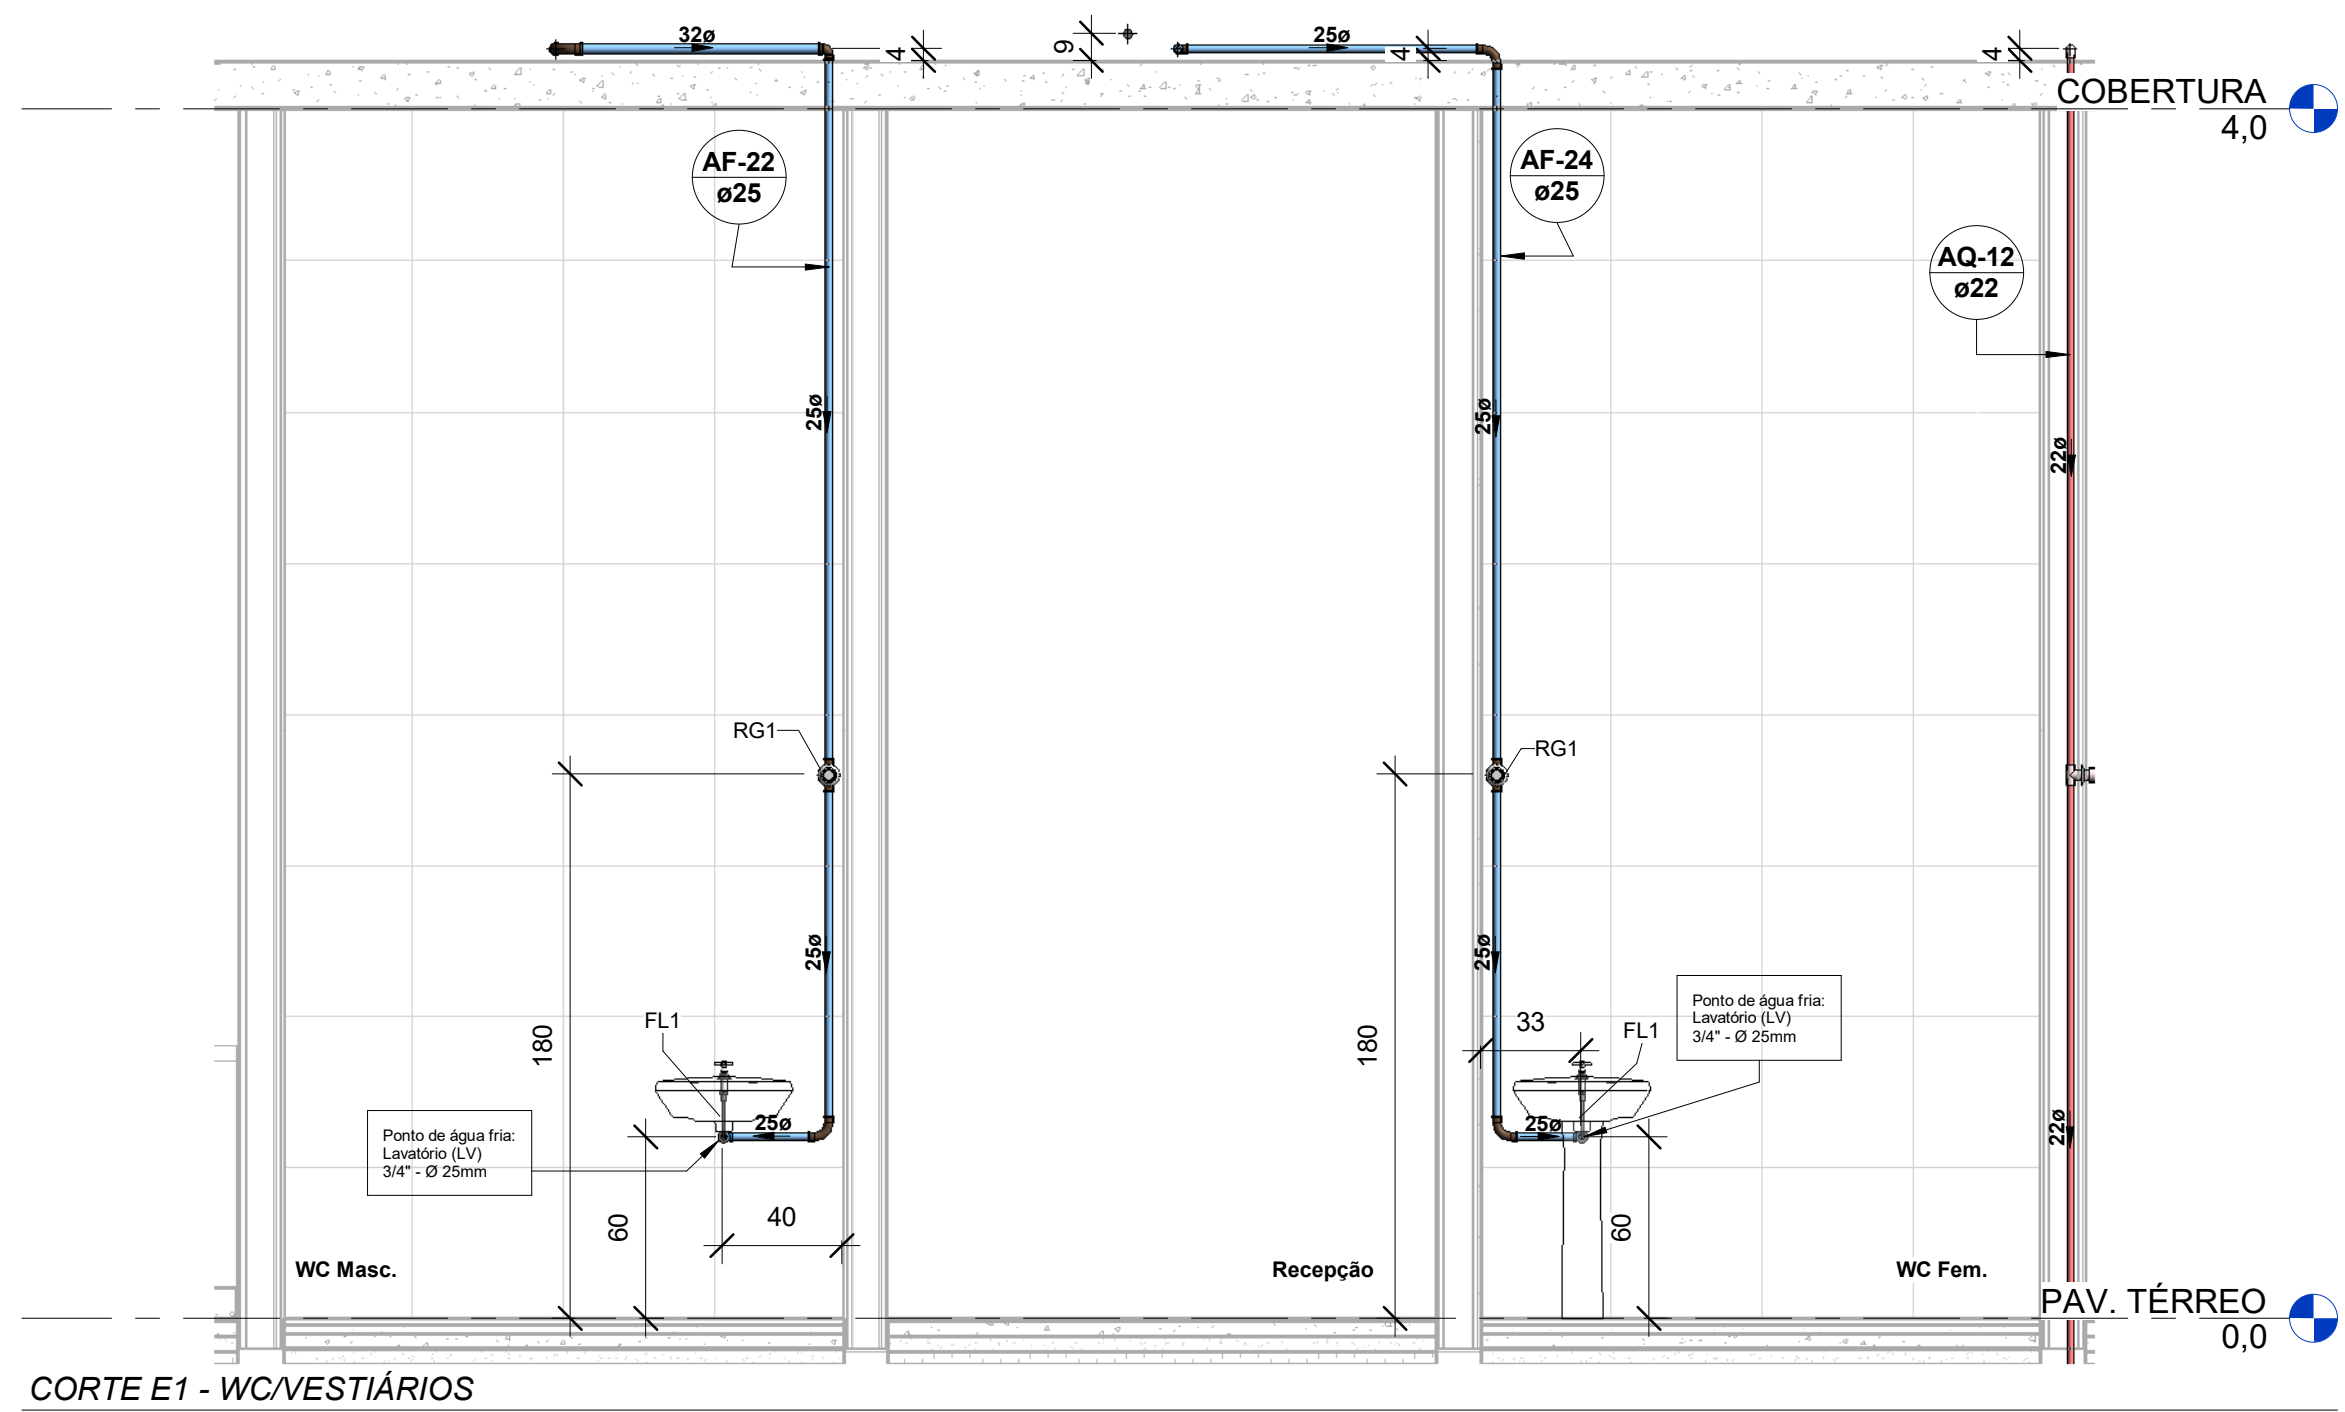 32ø
4
9
25ø
4
4
COBERTURA
4,0
AF-22
ø25
AF-24
ø25
AQ-12
ø22
25ø
25ø
22ø
RG1
RG1
25ø
25ø
180
FL1
180
33
FL1
Ponto de água fria:
Lavatório (LV)
3/4" - Ø 25mm
25ø
25ø
22ø
Ponto de água fria:
Lavatório (LV)
3/4" - Ø 25mm
60
40
60
WC Masc.
Recepção
WC Fem.
PAV. TÉRREO
0,0
CORTE E1 - WC/VESTIÁRIOS